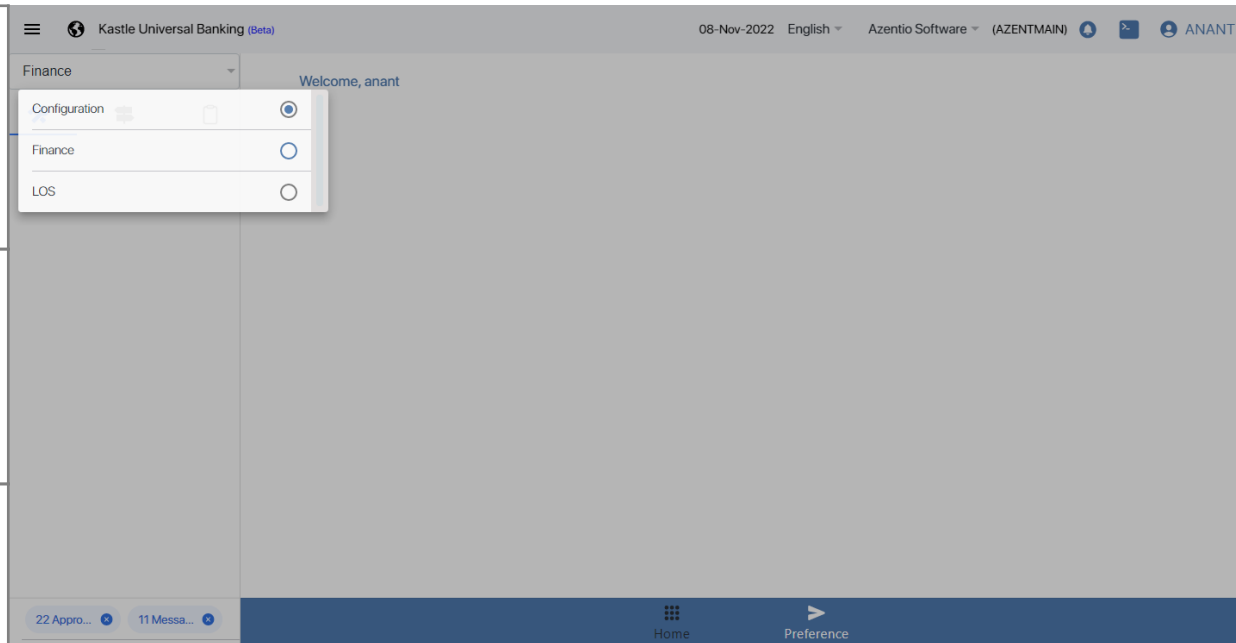 Kastle Universal Banking (Beta)
08-Nov-2022 English Azentio Software (AZENTMAIN) ANANT
Finance
Welcome, anant
Configuration
Finance
LOS
22 Appro... 11 Messa...
Home Preference